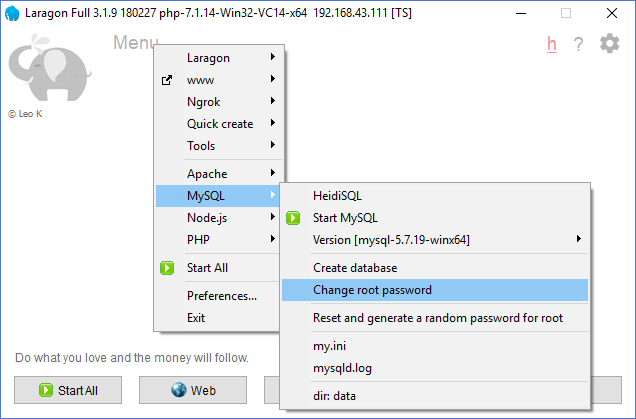 Laragon Full 3.1.9 180227 php-7.1.14-Win32-VC14-x64 192.168.43.111 [TS]
Menu
h ?
© Leo K
Laragon
www
Ngrok
Quick create
Tools
Apache
MySQL
Node.js
PHP
Start All
Preferences...
Exit
HeidiSQL
Start MySQL
Version [mysql-5.7.19-winx64]
Create database
Change root password
Reset and generate a random password for root
my.ini
mysqld.log
dir: data
Do what you love and the money will follow.
Start All
Web